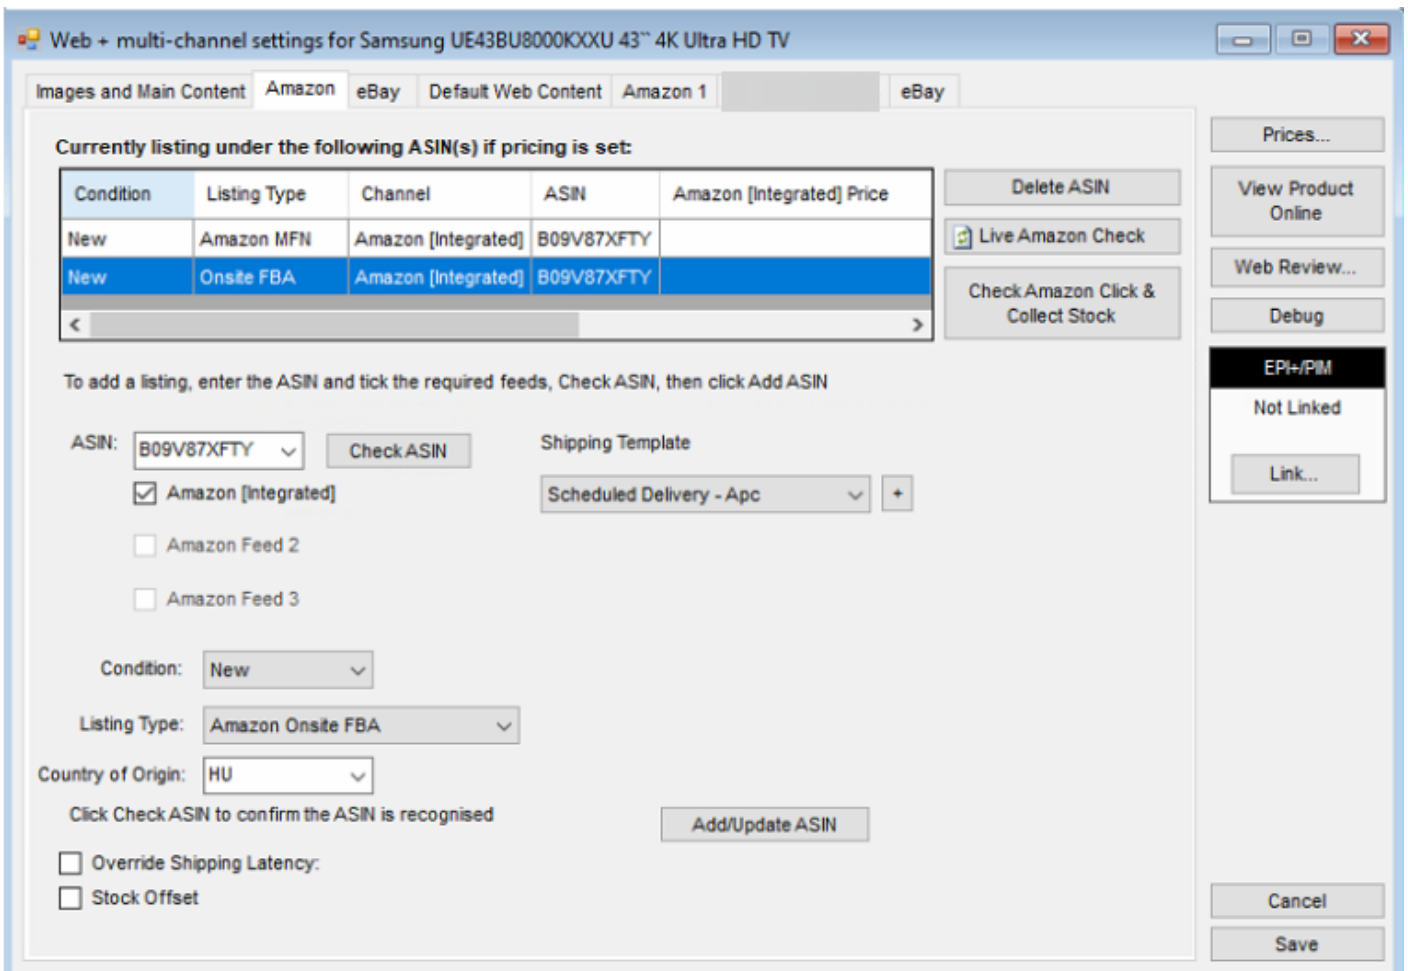 Web + multi-channel settings for Samsung UE43BU8000KXXU 43`` 4K Ultra HD TV
Images and Main Content Amazon eBay Default Web Content Amazon 1 eBay
Currently listing under the following ASIN(s) if pricing is set:
Condition Listing Type Channel ASIN Amazon [Integrated] Price
New Amazon MFN Amazon [Integrated] B09V87XFTY
New Onsite FBA Amazon [Integrated] B09V87XFTY
Delete ASIN
Live Amazon Check
Check Amazon Click &
Collect Stock
Prices...
View Product
Online
Web Review...
Debug
EPI+/PIM
Not Linked
Link...
To add a listing, enter the ASIN and tick the required feeds, Check ASIN, then click Add ASIN
ASIN: B09V87XFTY Check ASIN Shipping Template
Amazon [Integrated] Scheduled Delivery - Apc +
Amazon Feed 2
Amazon Feed 3
Condition: New
Listing Type: Amazon Onsite FBA
Country of Origin: HU
Click Check ASIN to confirm the ASIN is recognised Add/Update ASIN
Override Shipping Latency:
Stock Offset
Cancel
Save